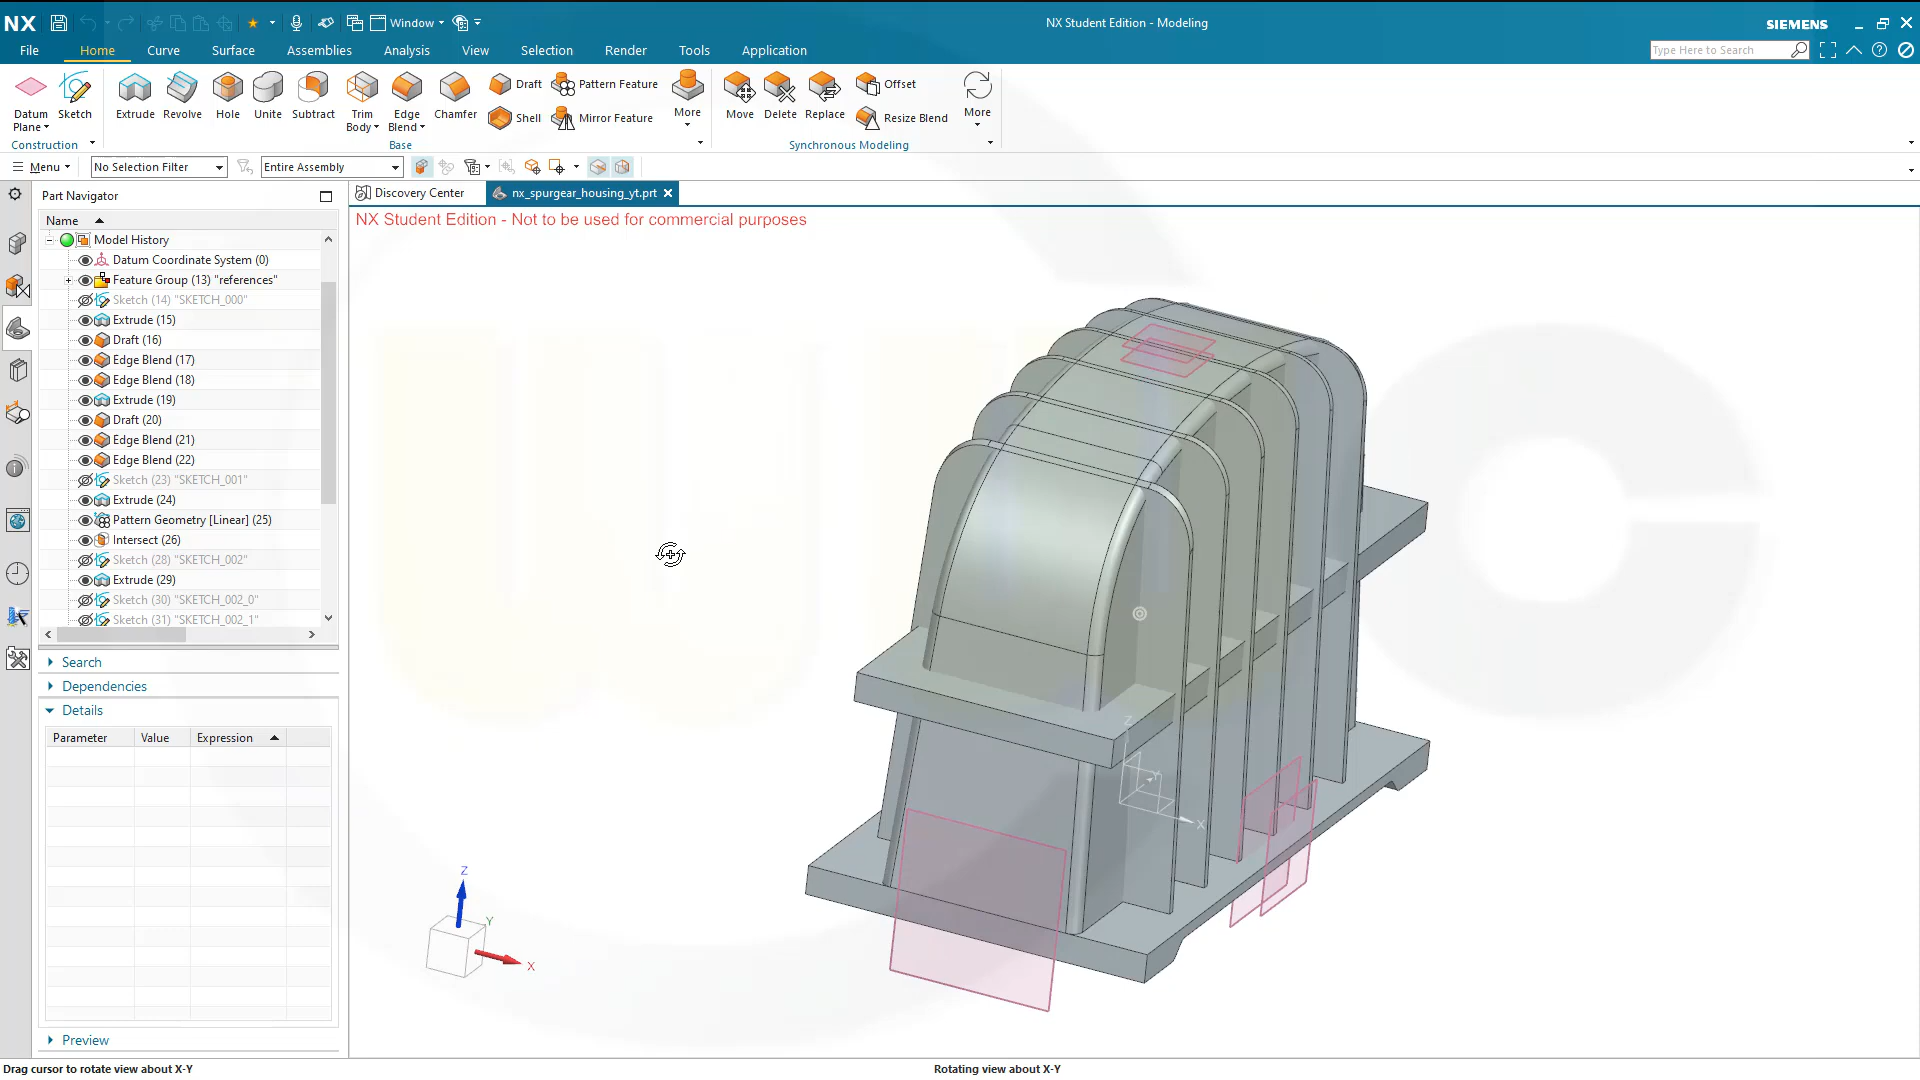 NX
Window
NX Student Edition - Modeling
SIEMENS
File Home Curve Surface Assemblies Analysis View Selection Render Tools Application
Type Here to Search
Datum Plane
Sketch
Extrude
Revolve
Hole
Unite
Subtract
Trim Body
Edge Blend
Chamfer
Draft
Shell
Pattern Feature
Mirror Feature
More
Move
Delete
Replace
Offset
Resize Blend
More
Construction
Base
Synchronous Modeling
Menu
No Selection Filter
Entire Assembly
Part Navigator
Discovery Center
nx_spurgear_housing_yt.prt
NX Student Edition - Not to be used for commercial purposes
Name
Model History
Datum Coordinate System (0)
Feature Group (13) "references"
Sketch (14) "SKETCH_000"
Extrude (15)
Draft (16)
Edge Blend (17)
Edge Blend (18)
Extrude (19)
Draft (20)
Edge Blend (21)
Edge Blend (22)
Sketch (23) "SKETCH_001"
Extrude (24)
Pattern Geometry [Linear] (25)
Intersect (26)
Sketch (28) "SKETCH_002"
Extrude (29)
Sketch (30) "SKETCH_002_0"
Sketch (31) "SKETCH_002_1"
Search
Dependencies
Details
Parameter Value Expression
Preview
Z
Y
X
Z
X
Drag cursor to rotate view about X-Y
Rotating view about X-Y